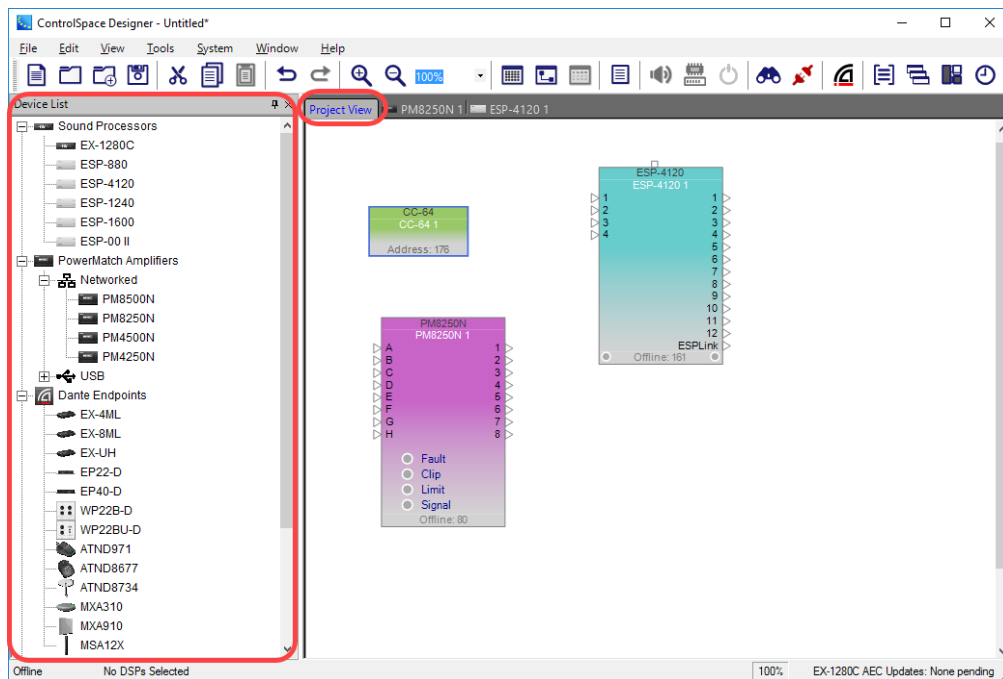 ControlSpace Designer - Untitled*
File Edit View Tools System Window Help
100%
Device List
Project View PM8250N 1 ESP-4120 1
Sound Processors
EX-1280C
ESP-880
ESP-4120
ESP-1240
ESP-1600
ESP-00 II
PowerMatch Amplifiers
Networked
PM8500N
PM8250N
PM4500N
PM4250N
USB
Dante Endpoints
EX-4ML
EX-8ML
EX-UH
EP22-D
EP40-D
WP22B-D
WP22BU-D
ATND971
ATND8677
ATND8734
MXA310
MXA910
MSA12X
CC-64
CC-64 1
Address: 176
ESP-4120
ESP-4120 1
1 1
2 2
3 3
4 4
5
6
7
8
9
10
11
12
ESPLink
Offline: 161
PM8250N
PM8250N 1
A 1
B 2
C 3
D 4
E 5
F 6
G 7
H 8
Fault
Clip
Limit
Signal
Offline: 80
Offline No DSPs Selected 100% EX-1280C AEC Updates: None pending